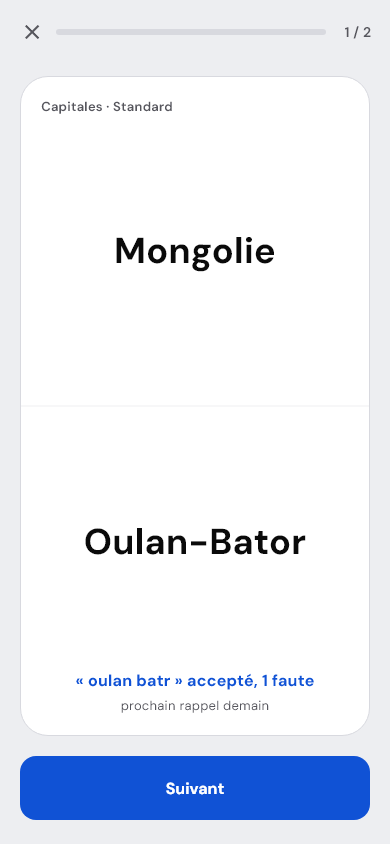 1 / 2
Capitales · Standard
Mongolie
Oulan-Bator
« oulan batr » accepté, 1 faute
prochain rappel demain
Suivant